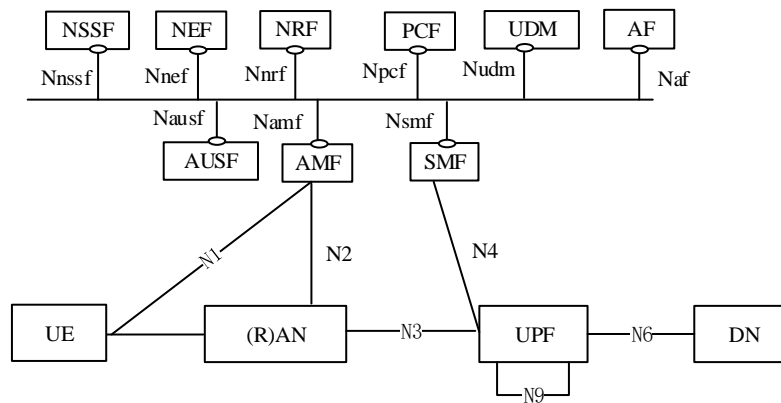 NSSF NEF NRF PCF UDM AF
Nnssf Nnef Nnrf Npcf Nudm Naf
Nausf Namf Nsmf
AUSF AMF SMF
N1 N2 N4
UE (R)AN N3 UPF N6 DN
N9